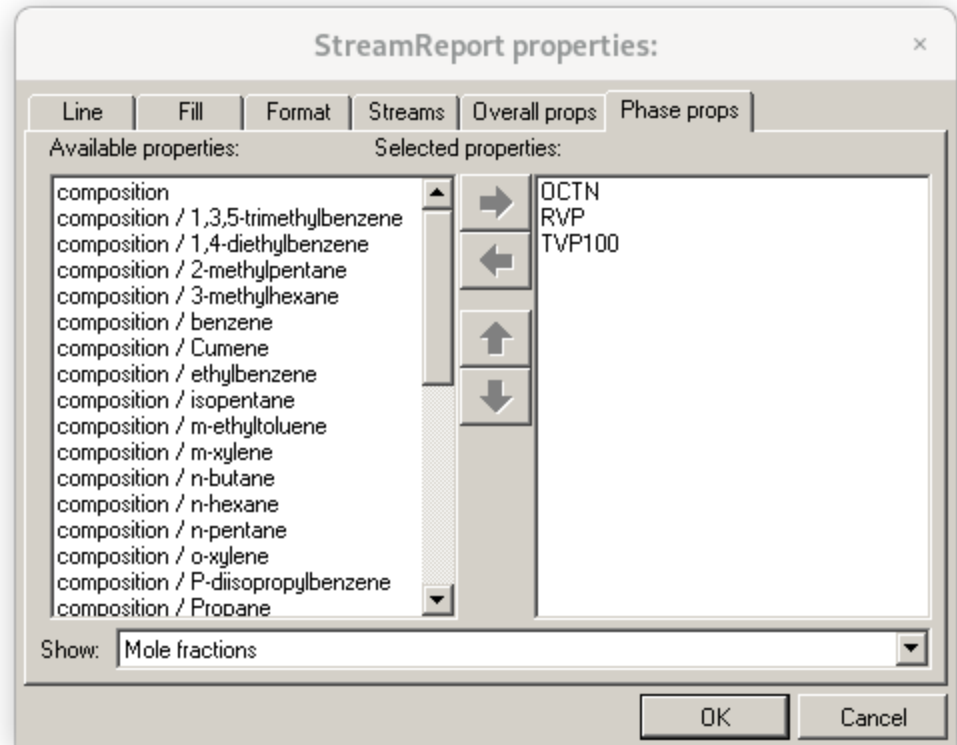 StreamReport properties:
×
Line Fill Format Streams Overall props Phase props
Available properties: Selected properties:
composition
composition / 1,3,5-trimethylbenzene
composition / 1,4-diethylbenzene
composition / 2-methylpentane
composition / 3-methylhexane
composition / benzene
composition / Cumene
composition / ethylbenzene
composition / isopentane
composition / m-ethyltoluene
composition / m-xylene
composition / n-butane
composition / n-hexane
composition / n-pentane
composition / o-xylene
composition / P-diisopropylbenzene
composition / Propane
OCTN
RVP
TVP100
Show: Mole fractions
OK Cancel